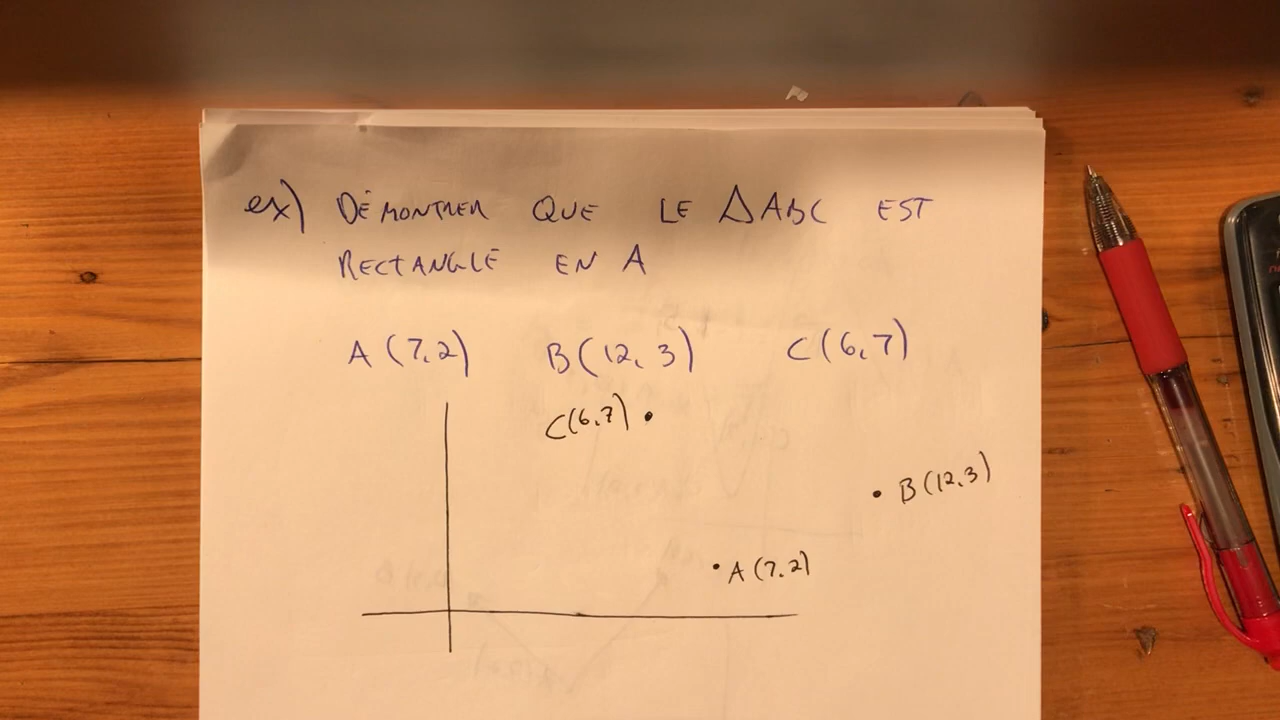 ex) DÉMONTRER QUE LE ΔABC EST
RECTANGLE EN A
A(7,2) B(12,3) C(6,7)
C(6,7)
B(12,3)
A(7,2)